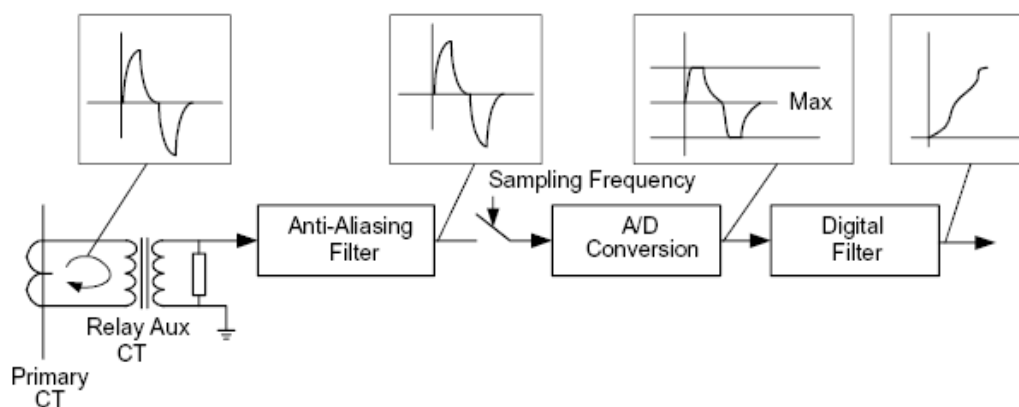 Max
Sampling Frequency
Anti-Aliasing
Filter
A/D
Conversion
Digital
Filter
Relay Aux
CT
Primary
CT